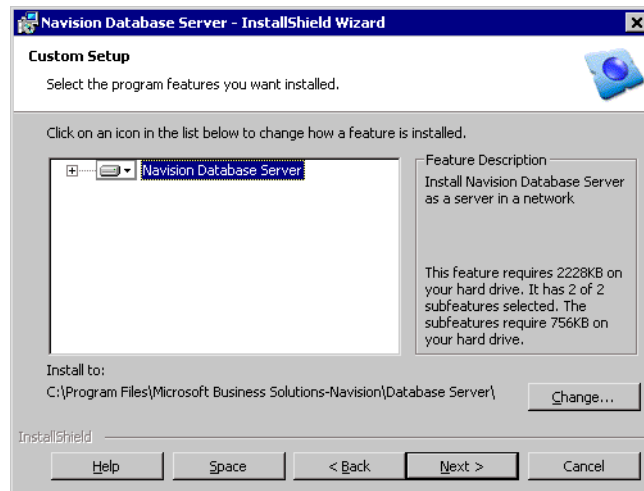 Navision Database Server - InstallShield Wizard
Custom Setup
Select the program features you want installed.
Click on an icon in the list below to change how a feature is installed.
Navision Database Server
Feature Description
Install Navision Database Server
as a server in a network
This feature requires 2228KB on
your hard drive. It has 2 of 2
subfeatures selected. The
subfeatures require 756KB on
your hard drive.
Install to:
C:\Program Files\Microsoft Business Solutions-Navision\Database Server\
Change...
InstallShield
Help
Space
< Back
Next >
Cancel